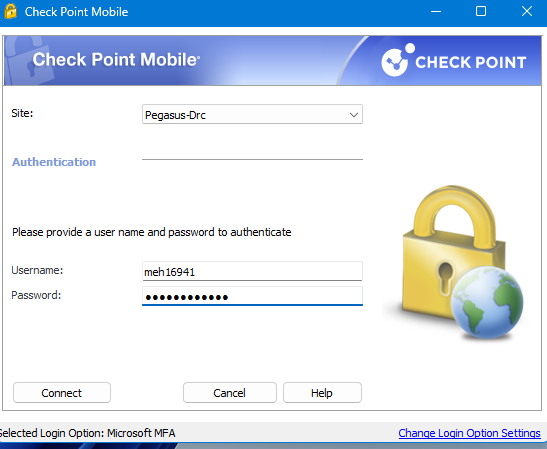 Check Point Mobile
Check Point Mobile®
CHECK POINT
Site: Pegasus-Drc
Authentication
Please provide a user name and password to authenticate
Username: meh16941
Password: ●●●●●●●●●●●●
Connect Cancel Help
Selected Login Option: Microsoft MFA Change Login Option Settings